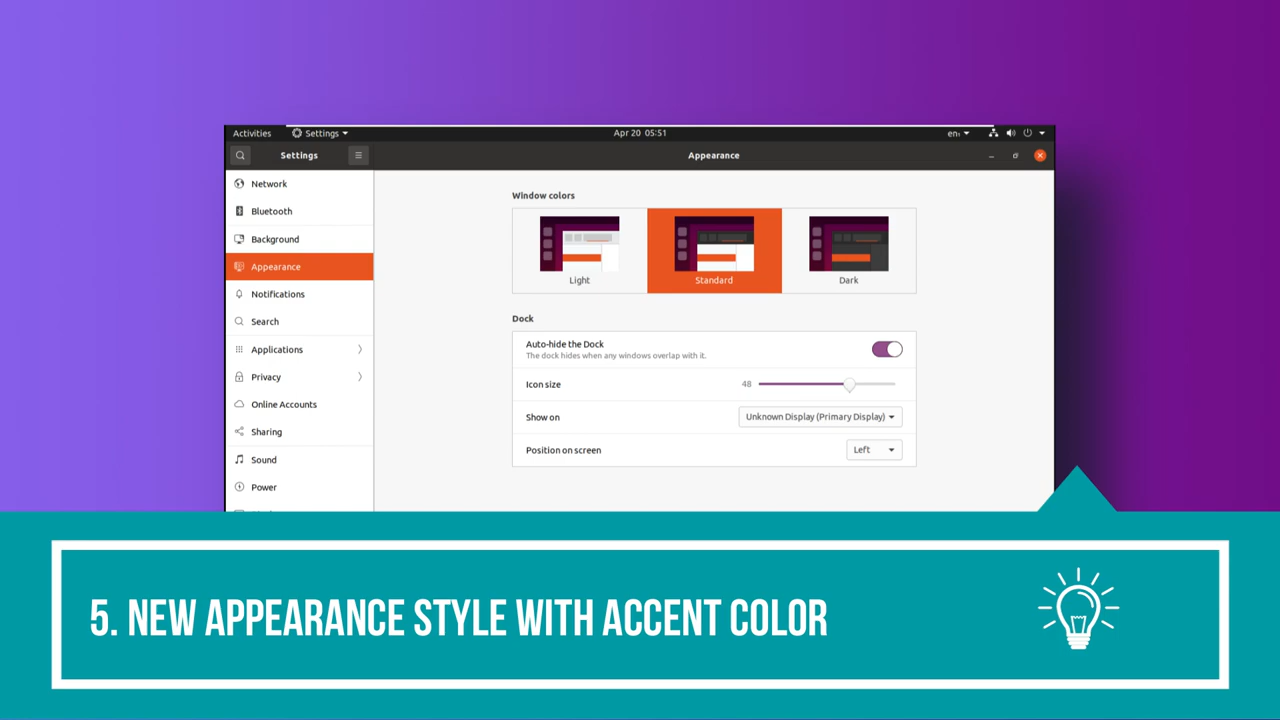 Activities
Settings
Apr 20 05:51
en₁
Settings
Appearance
Network
Bluetooth
Background
Appearance
Notifications
Search
Applications
Privacy
Online Accounts
Sharing
Sound
Power
Window colors
Light
Standard
Dark
Dock
Auto-hide the Dock
The dock hides when any windows overlap with it.
Icon size
48
Show on
Unknown Display (Primary Display)
Position on screen
Left
5. NEW APPEARANCE STYLE WITH ACCENT COLOR